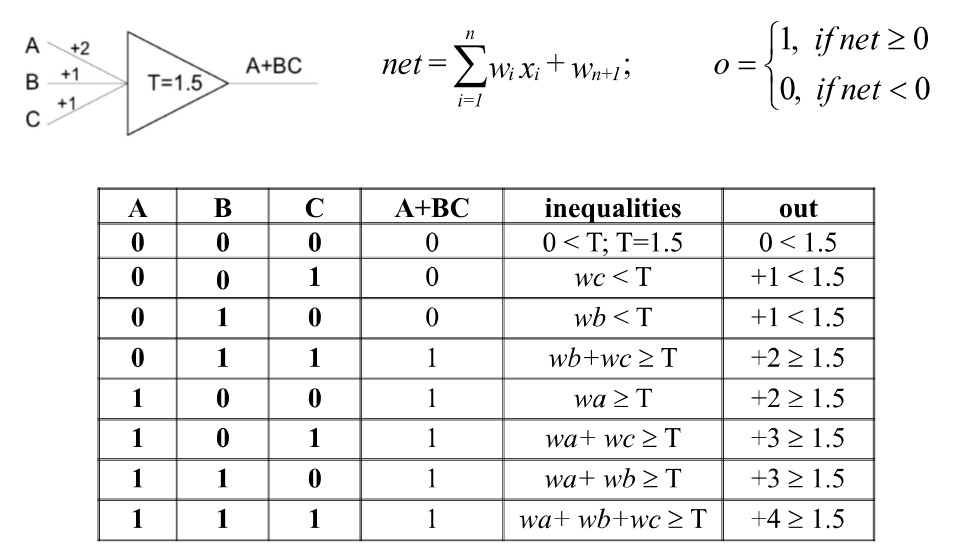 A +2
B +1 T=1.5 A+BC
C +1
net = \sum_{i=1}^{n} w_i x_i + w_{n+1};
o = { 1, if net ≥ 0
0, if net < 0
A B C A+BC inequalities out
0 0 0 0 0 < T; T=1.5 0 < 1.5
0 0 1 0 wc < T +1 < 1.5
0 1 0 0 wb < T +1 < 1.5
0 1 1 1 wb+wc ≥ T +2 ≥ 1.5
1 0 0 1 wa ≥ T +2 ≥ 1.5
1 0 1 1 wa+ wc ≥ T +3 ≥ 1.5
1 1 0 1 wa+ wb ≥ T +3 ≥ 1.5
1 1 1 1 wa+ wb+wc ≥ T +4 ≥ 1.5